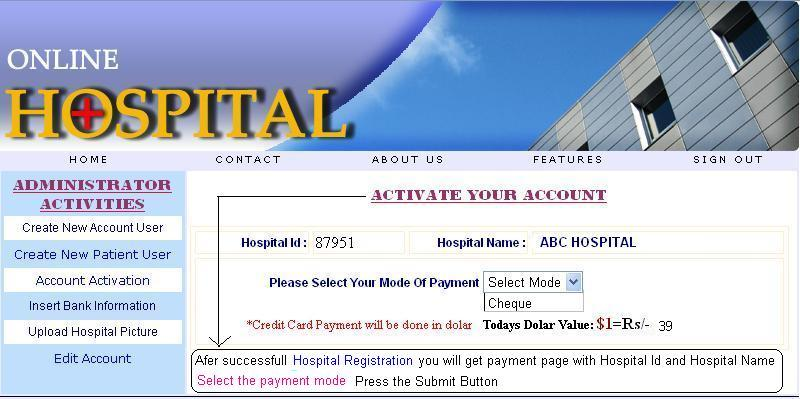 ONLINE
HOSPITAL
HOME CONTACT ABOUT US FEATURES SIGN OUT
ADMINISTRATOR
ACTIVITIES
Create New Account User
Create New Patient User
Account Activation
Insert Bank Information
Upload Hospital Picture
Edit Account
ACTIVATE YOUR ACCOUNT
Hospital Id : 87951 Hospital Name : ABC HOSPITAL
Please Select Your Mode Of Payment Select Mode
Cheque
*Credit Card Payment will be done in dolar Todays Dolar Value: $1=Rs/- 39
Afer successfull Hospital Registration you will get payment page with Hospital Id and Hospital Name
Select the payment mode Press the Submit Button